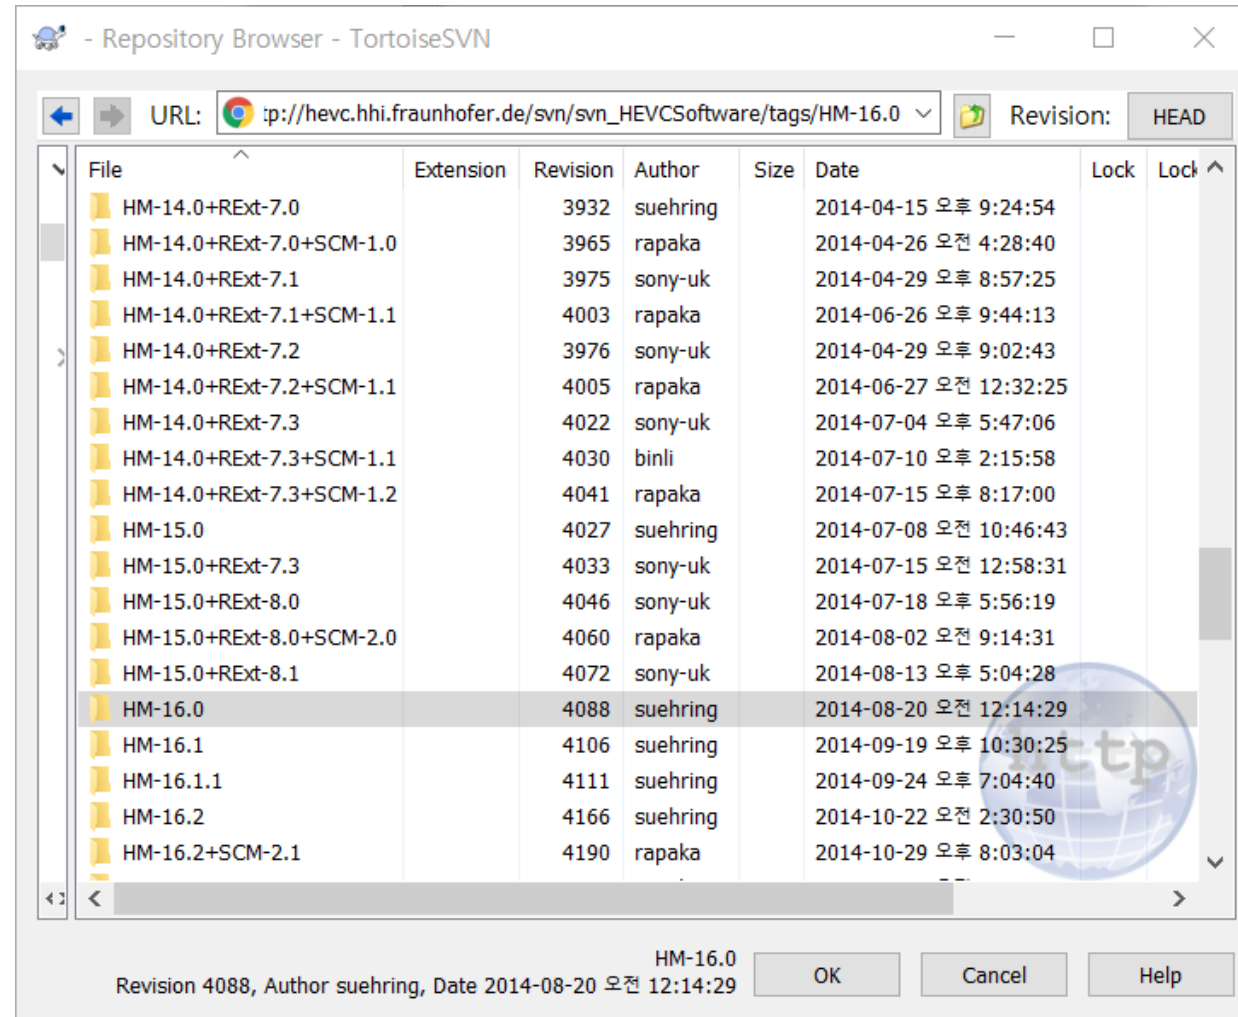 - Repository Browser - TortoiseSVN
URL: tp://hevc.hhi.fraunhofer.de/svn/svn_HEVCSoftware/tags/HM-16.0 Revision: HEAD
File Extension Revision Author Size Date Lock Lock
HM-14.0+RExt-7.0 3932 suehring 2014-04-15 오후 9:24:54
HM-14.0+RExt-7.0+SCM-1.0 3965 rapaka 2014-04-26 오전 4:28:40
HM-14.0+RExt-7.1 3975 sony-uk 2014-04-29 오후 8:57:25
HM-14.0+RExt-7.1+SCM-1.1 4003 rapaka 2014-06-26 오후 9:44:13
HM-14.0+RExt-7.2 3976 sony-uk 2014-04-29 오후 9:02:43
HM-14.0+RExt-7.2+SCM-1.1 4005 rapaka 2014-06-27 오전 12:32:25
HM-14.0+RExt-7.3 4022 sony-uk 2014-07-04 오후 5:47:06
HM-14.0+RExt-7.3+SCM-1.1 4030 binli 2014-07-10 오후 2:15:58
HM-14.0+RExt-7.3+SCM-1.2 4041 rapaka 2014-07-15 오후 8:17:00
HM-15.0 4027 suehring 2014-07-08 오전 10:46:43
HM-15.0+RExt-7.3 4033 sony-uk 2014-07-15 오전 12:58:31
HM-15.0+RExt-8.0 4046 sony-uk 2014-07-18 오후 5:56:19
HM-15.0+RExt-8.0+SCM-2.0 4060 rapaka 2014-08-02 오전 9:14:31
HM-15.0+RExt-8.1 4072 sony-uk 2014-08-13 오후 5:04:28
HM-16.0 4088 suehring 2014-08-20 오전 12:14:29
HM-16.1 4106 suehring 2014-09-19 오후 10:30:25
http
HM-16.1.1 4111 suehring 2014-09-24 오후 7:04:40
HM-16.2 4166 suehring 2014-10-22 오전 2:30:50
HM-16.2+SCM-2.1 4190 rapaka 2014-10-29 오후 8:03:04
HM-16.0
Revision 4088, Author suehring, Date 2014-08-20 오전 12:14:29
OK Cancel Help